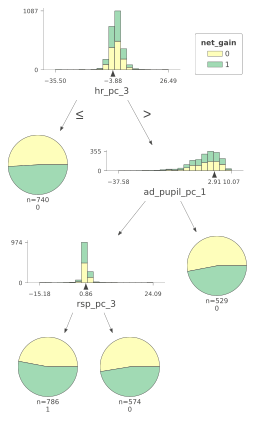 1087
net_gain
0
1
0
−35.50
−3.88
26.49
hr_pc_3
≤
>
355
0
n=740
0
−37.58
2.91 10.07
ad_pupil_pc_1
974
0
−15.18
0.86
24.09
rsp_pc_3
n=529
0
n=786
1
n=574
0